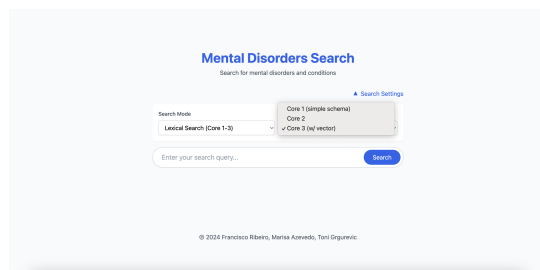 Mental Disorders Search
Search for mental disorders and conditions
▲ Search Settings
Search Mode
Lexical Search (Core 1-3)
Core 1 (simple schema)
Core 2
✓ Core 3 (w/ vector)
Enter your search query...
Search
© 2024 Francisco Ribeiro, Marisa Azevedo, Toni Grgurevic